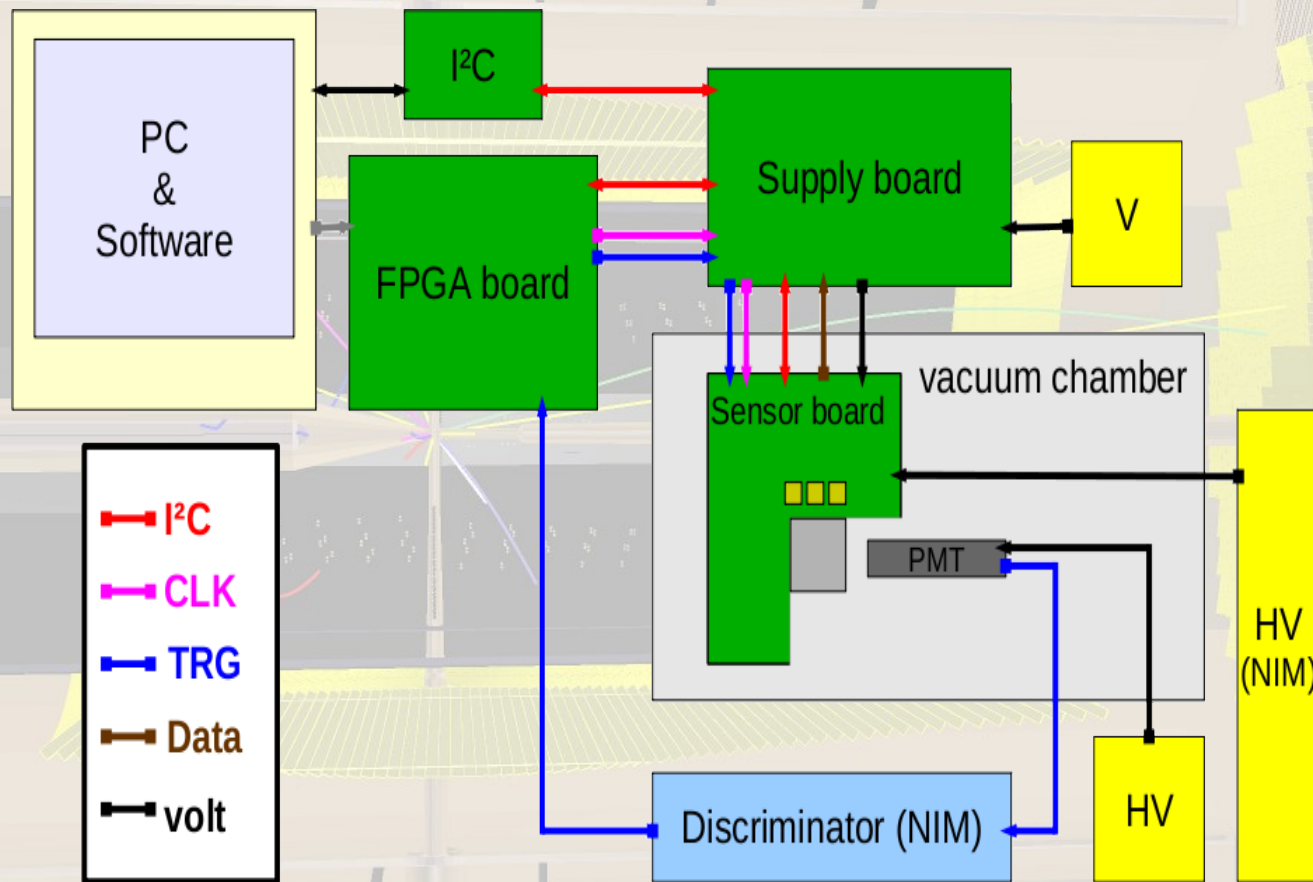 PC
&
Software
I²C
FPGA board
Supply board
V
vacuum chamber
Sensor board
PMT
HV
(NIM)
HV
Discriminator (NIM)
I²C
CLK
TRG
Data
volt